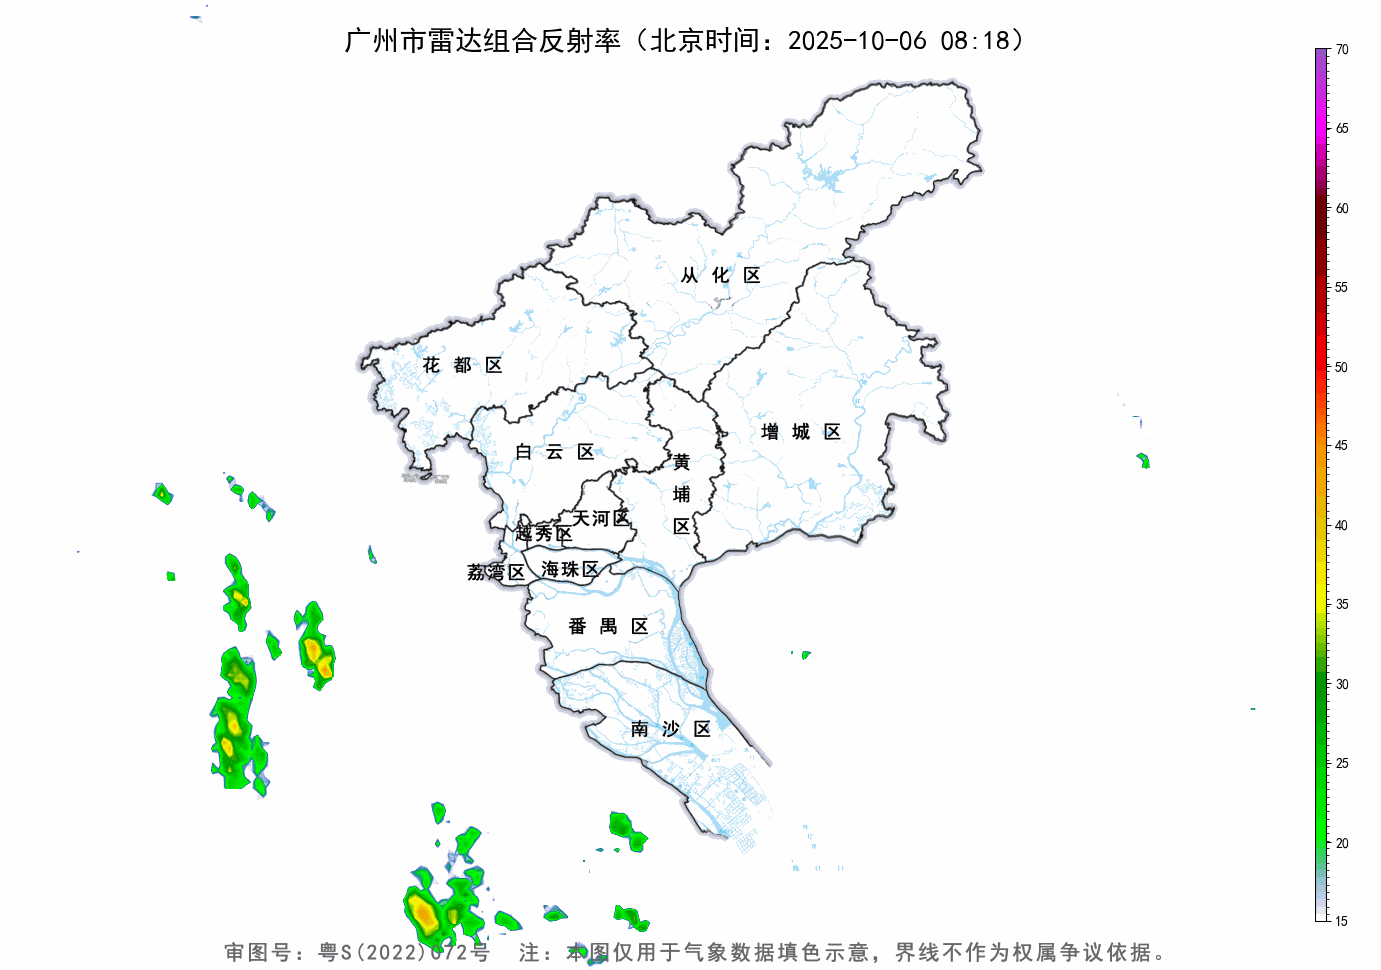 广州市雷达组合反射率（北京时间：2025-10-06 08:18）
70
65
60
55
50
45
40
35
30
25
20
15
从化区
花都区
增城区
白云区
黄埔区
天河区
越秀区
荔湾区
海珠区
番禺区
南沙区
审图号：粤S(2022)072号 注：本图仅用于气象数据填色示意，界线不作为权属争议依据。